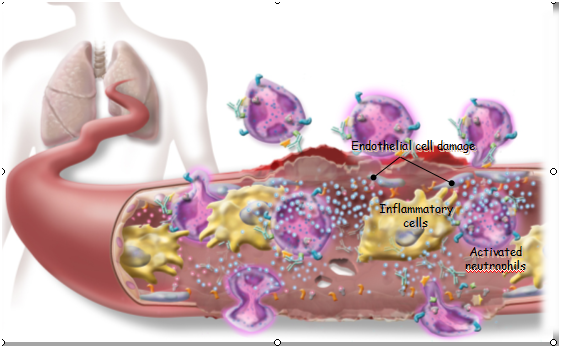 Endothelial cell damage
Inflammatory
cells
Activated
neutrophils